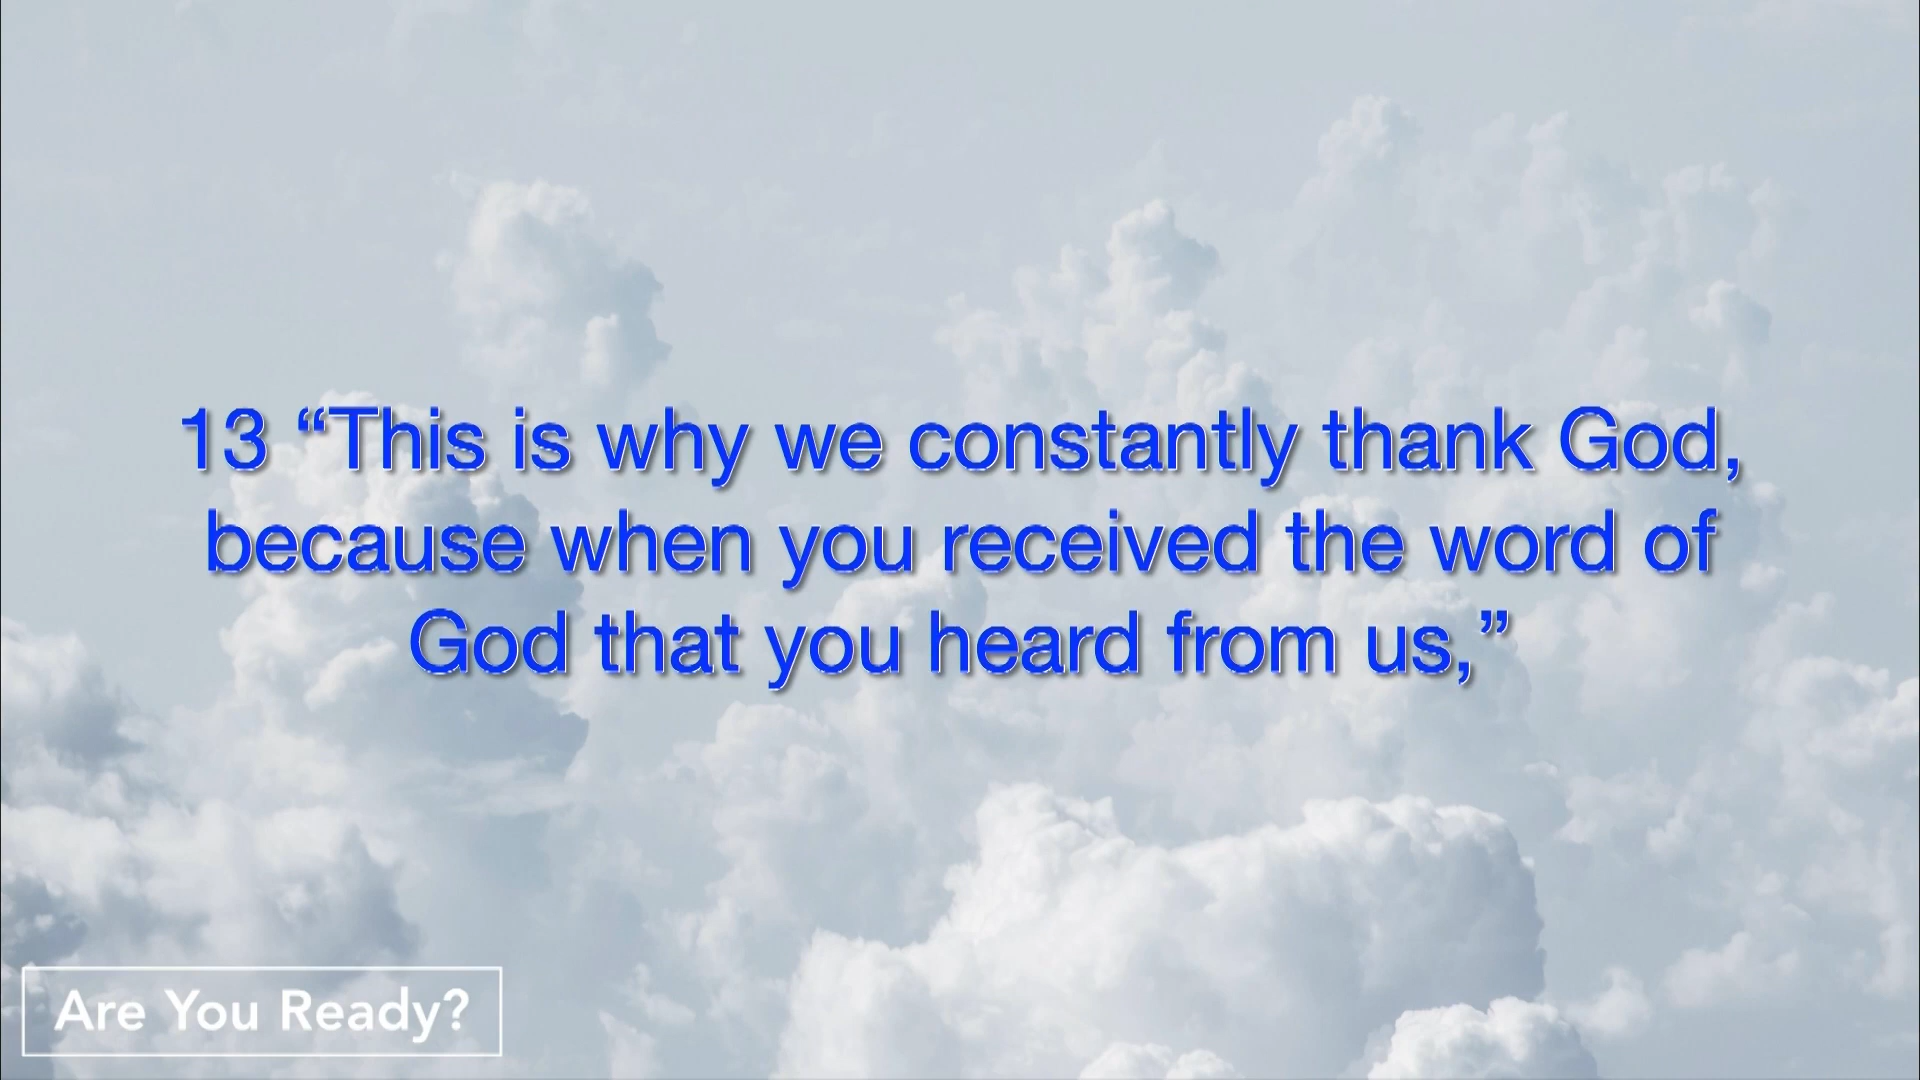 13 “This is why we constantly thank God,
because when you received the word of
God that you heard from us,”
Are You Ready?